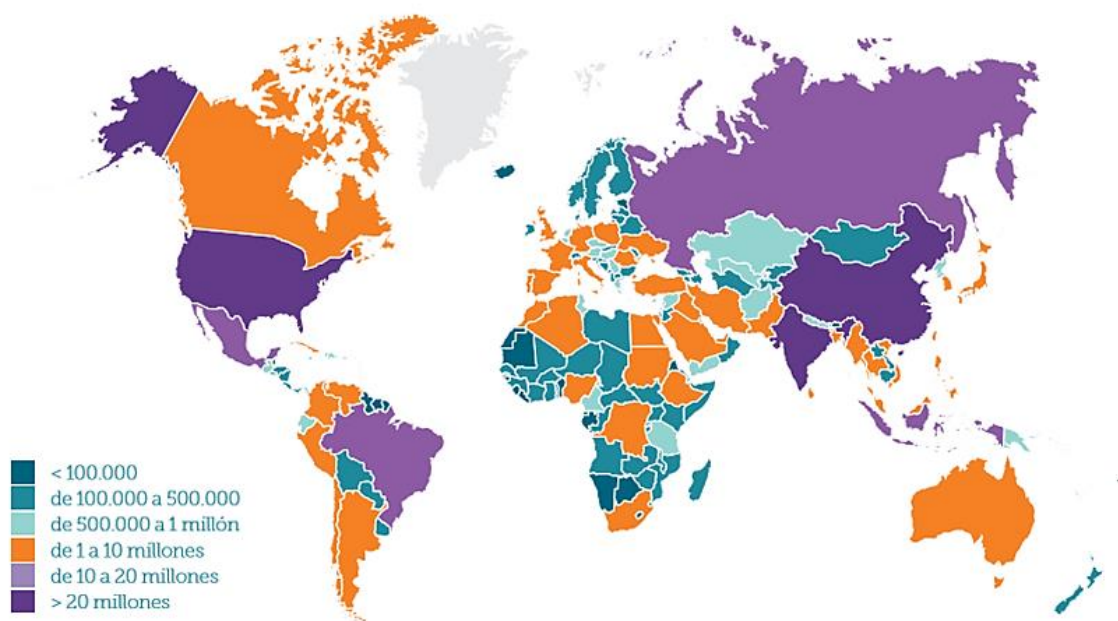 < 100.000
de 100.000 a 500.000
de 500.000 a 1 millón
de 1 a 10 millones
de 10 a 20 millones
> 20 millones